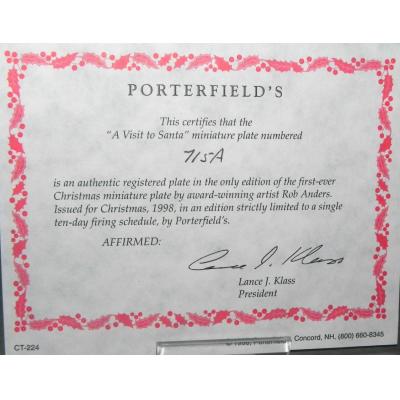 PORTERFIELD'S
This certifies that the
"A Visit to Santa" miniature plate numbered
715A
is an authentic registered plate in the only edition of the first-ever
Christmas miniature plate by award-winning artist Rob Anders.
Issued for Christmas, 1998, in an edition strictly limited to a single
ten-day firing schedule, by Porterfield's.
AFFIRMED:
Lance J. Klass
Lance J. Klass
President
CT-224
Concord, NH, (800) 660-8345